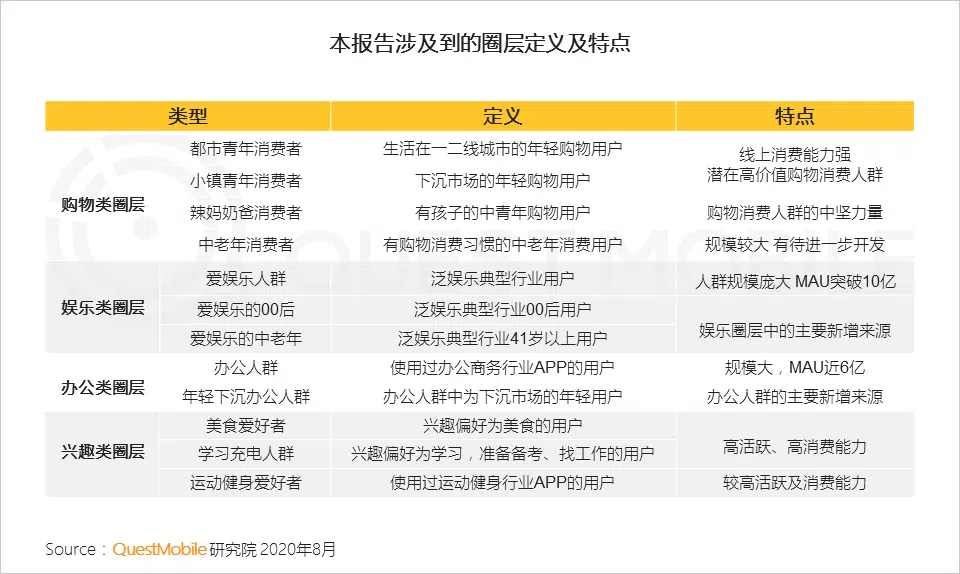 本报告涉及到的圈层定义及特点
类型 定义 特点
购物类圈层
都市青年消费者 生活在一二线城市的年轻购物用户
小镇青年消费者 下沉市场的年轻购物用户
线上消费能力强
潜在高价值购物消费人群
辣妈奶爸消费者 有孩子的中青年购物用户 购物消费人群的中坚力量
中老年消费者 有购物消费习惯的中老年消费用户 规模较大 有待进一步开发
娱乐类圈层
爱娱乐人群 泛娱乐典型行业用户 人群规模庞大 MAU突破10亿
爱娱乐的00后 泛娱乐典型行业00后用户
爱娱乐的中老年 泛娱乐典型行业41岁以上用户
娱乐圈层中的主要新增来源
办公类圈层
办公人群 使用过办公商务行业APP的用户 规模大，MAU近6亿
年轻下沉办公人群 办公人群中为下沉市场的年轻用户 办公人群的主要新增来源
兴趣类圈层
美食爱好者 兴趣偏好为美食的用户
学习充电人群 兴趣偏好为学习，准备备考、找工作的用户
高活跃、高消费能力
运动健身爱好者 使用过运动健身行业APP的用户 较高活跃及消费能力
Source：QuestMobile研究院 2020年8月
QUEST MOBILE